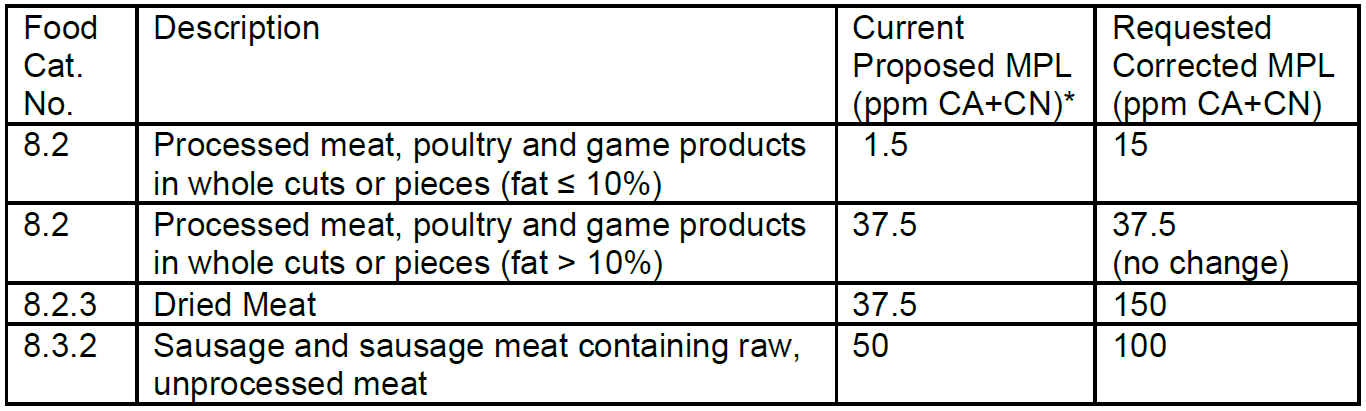 Food Cat. No. Description Current Proposed MPL (ppm CA+CN)* Requested Corrected MPL (ppm CA+CN)
8.2 Processed meat, poultry and game products in whole cuts or pieces (fat ≤ 10%) 1.5 15
8.2 Processed meat, poultry and game products in whole cuts or pieces (fat > 10%) 37.5 37.5 (no change)
8.2.3 Dried Meat 37.5 150
8.3.2 Sausage and sausage meat containing raw, unprocessed meat 50 100